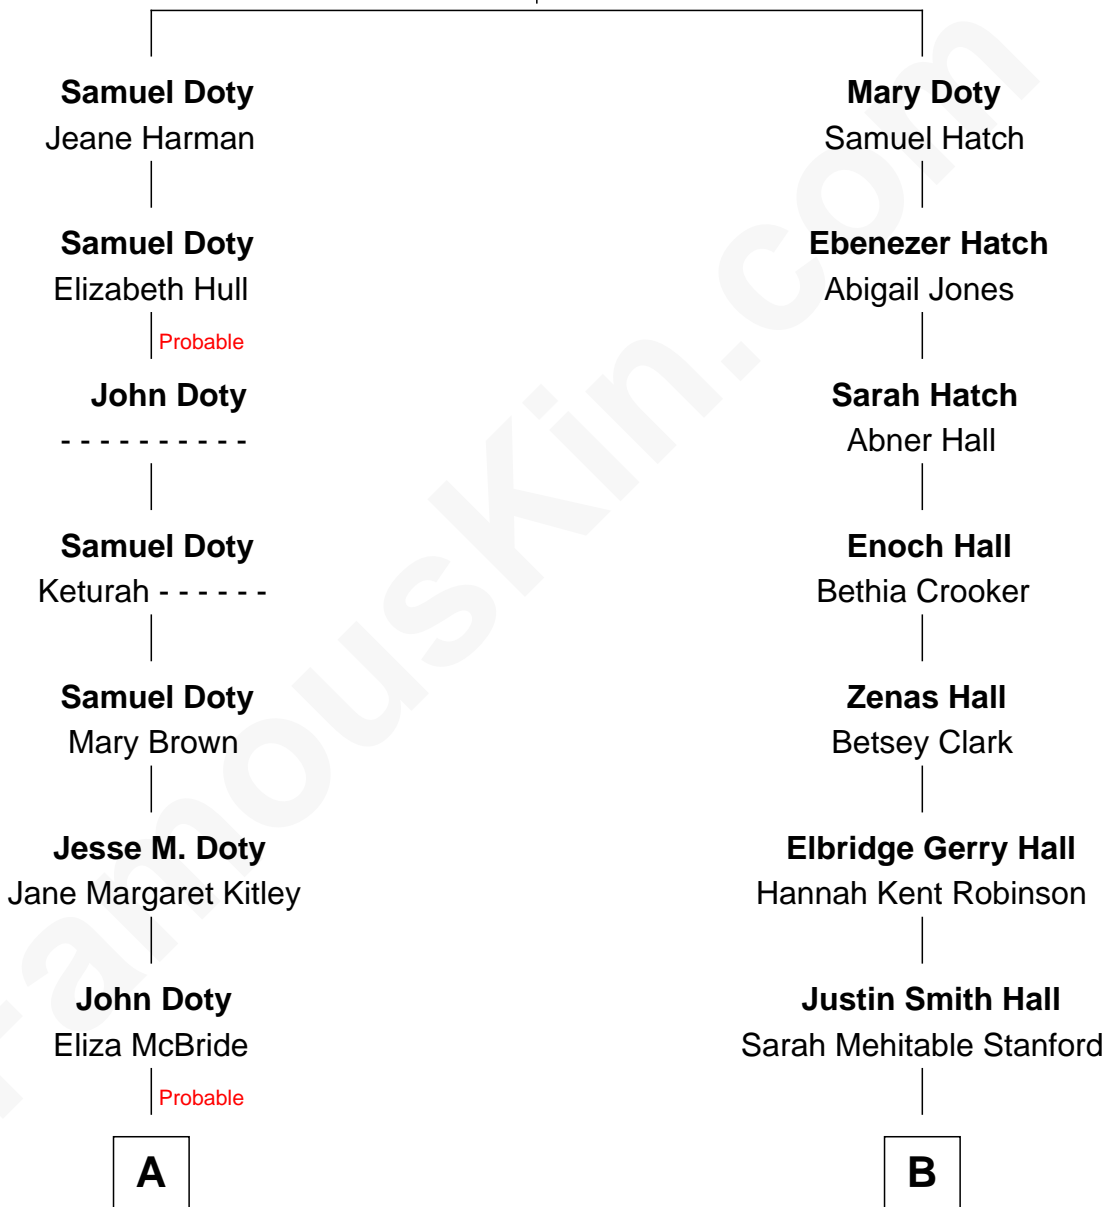 Samuel Doty
Jeane Harman
Samuel Doty
Elizabeth Hull
Probable
John Doty
- - - - - - - - - -
Samuel Doty
Keturah - - - - - -
Samuel Doty
Mary Brown
Jesse M. Doty
Jane Margaret Kitley
John Doty
Eliza McBride
Probable
A
Mary Doty
Samuel Hatch
Ebenezer Hatch
Abigail Jones
Sarah Hatch
Abner Hall
Enoch Hall
Bethia Crooker
Zenas Hall
Betsey Clark
Elbridge Gerry Hall
Hannah Kent Robinson
Justin Smith Hall
Sarah Mehitable Stanford
B
FamousKin.com